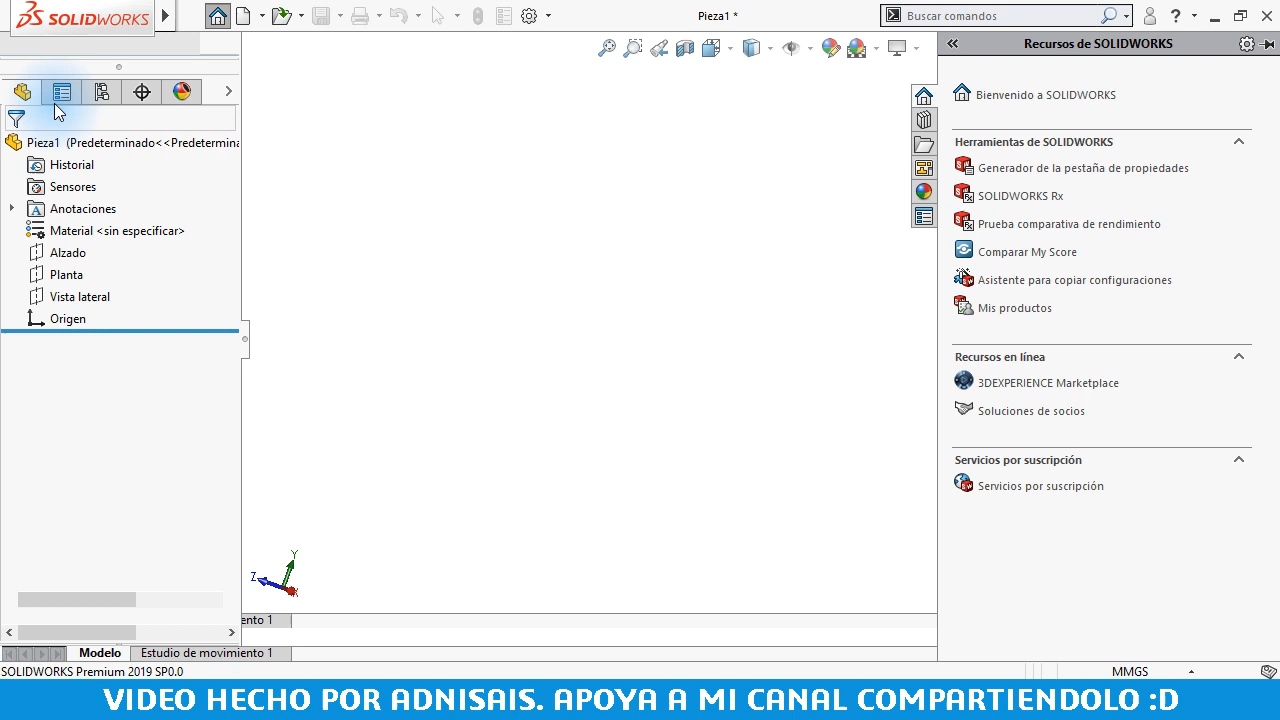 SOLIDWORKS
Pieza1 *
Buscar comandos
?
Recursos de SOLIDWORKS
Bienvenido a SOLIDWORKS
Herramientas de SOLIDWORKS
Generador de la pestaña de propiedades
SOLIDWORKS Rx
Prueba comparativa de rendimiento
Comparar My Score
Asistente para copiar configuraciones
Mis productos
Recursos en línea
3DEXPERIENCE Marketplace
Soluciones de socios
Servicios por suscripción
Servicios por suscripción
Pieza1 (Predeterminado<<Predetermina
Historial
Sensores
Anotaciones
Material <sin especificar>
Alzado
Planta
Vista lateral
Origen
Y
Z
X
ento 1
Modelo
Estudio de movimiento 1
SOLIDWORKS Premium 2019 SP0.0
MMGS
VIDEO HECHO POR ADNISAIS. APOYA A MI CANAL COMPARTIENDOLO :D